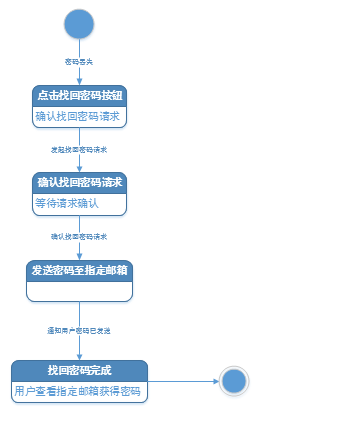 密码丢失
点击找回密码按钮
确认找回密码请求
发起找回密码请求
确认找回密码请求
等待请求确认
确认找回密码请求
发送密码至指定邮箱
通知用户密码已发送
找回密码完成
用户查看指定邮箱获得密码